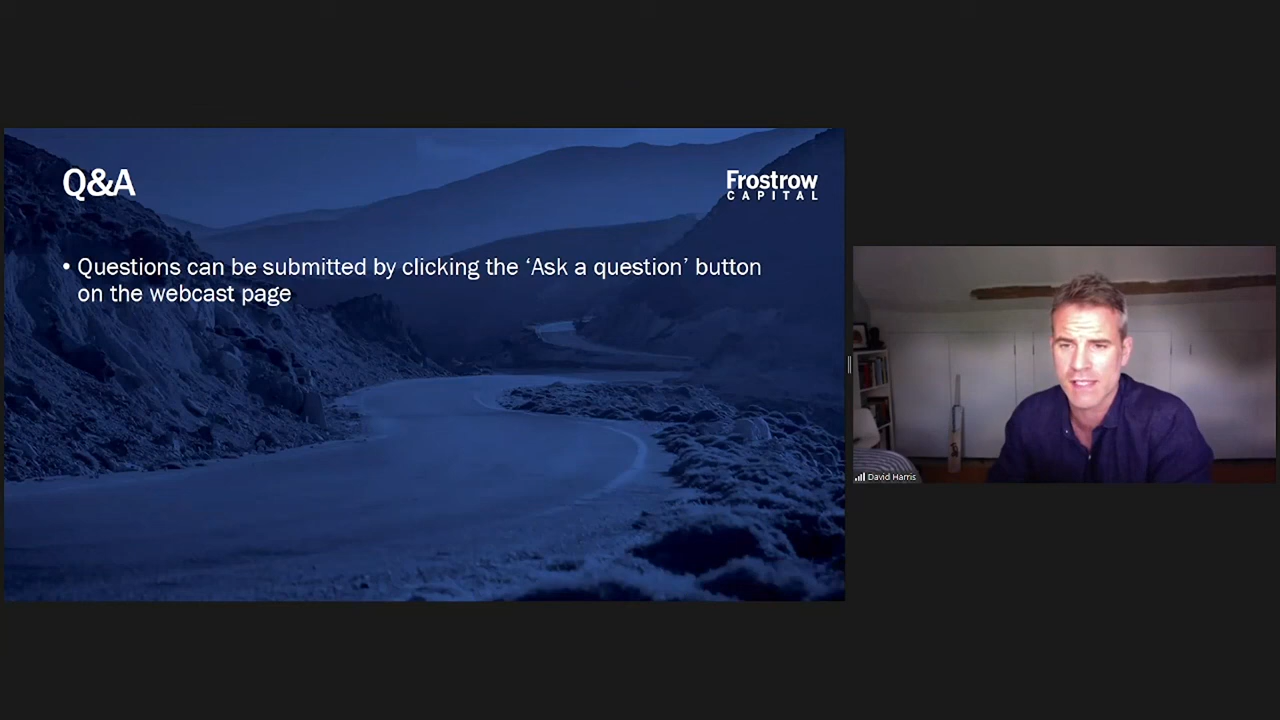 Q&A
Frostrow
CAPITAL
• Questions can be submitted by clicking the ‘Ask a question’ button
on the webcast page
David Harris